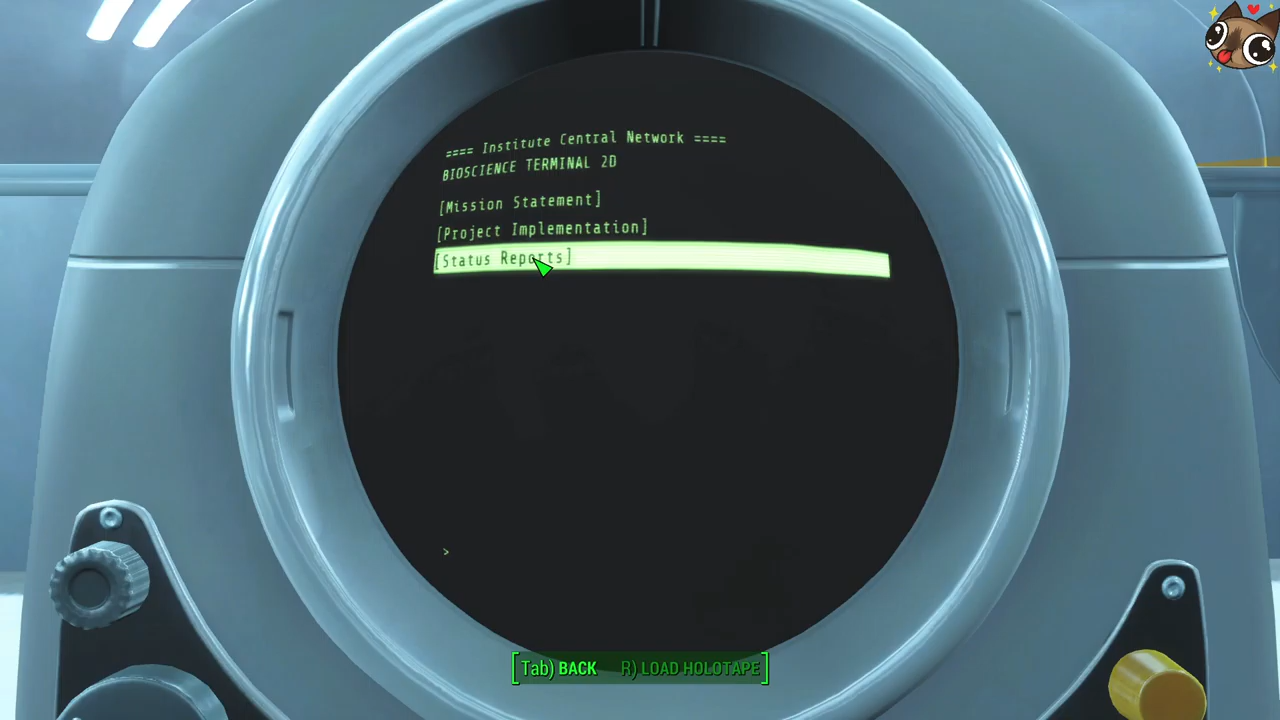 ==== Institute Central Network ====
BIOSCIENCE TERMINAL 2D
[Mission Statement]
[Project Implementation]
[Status Reports]
>
[Tab) BACK R) LOAD HOLOTAPE]